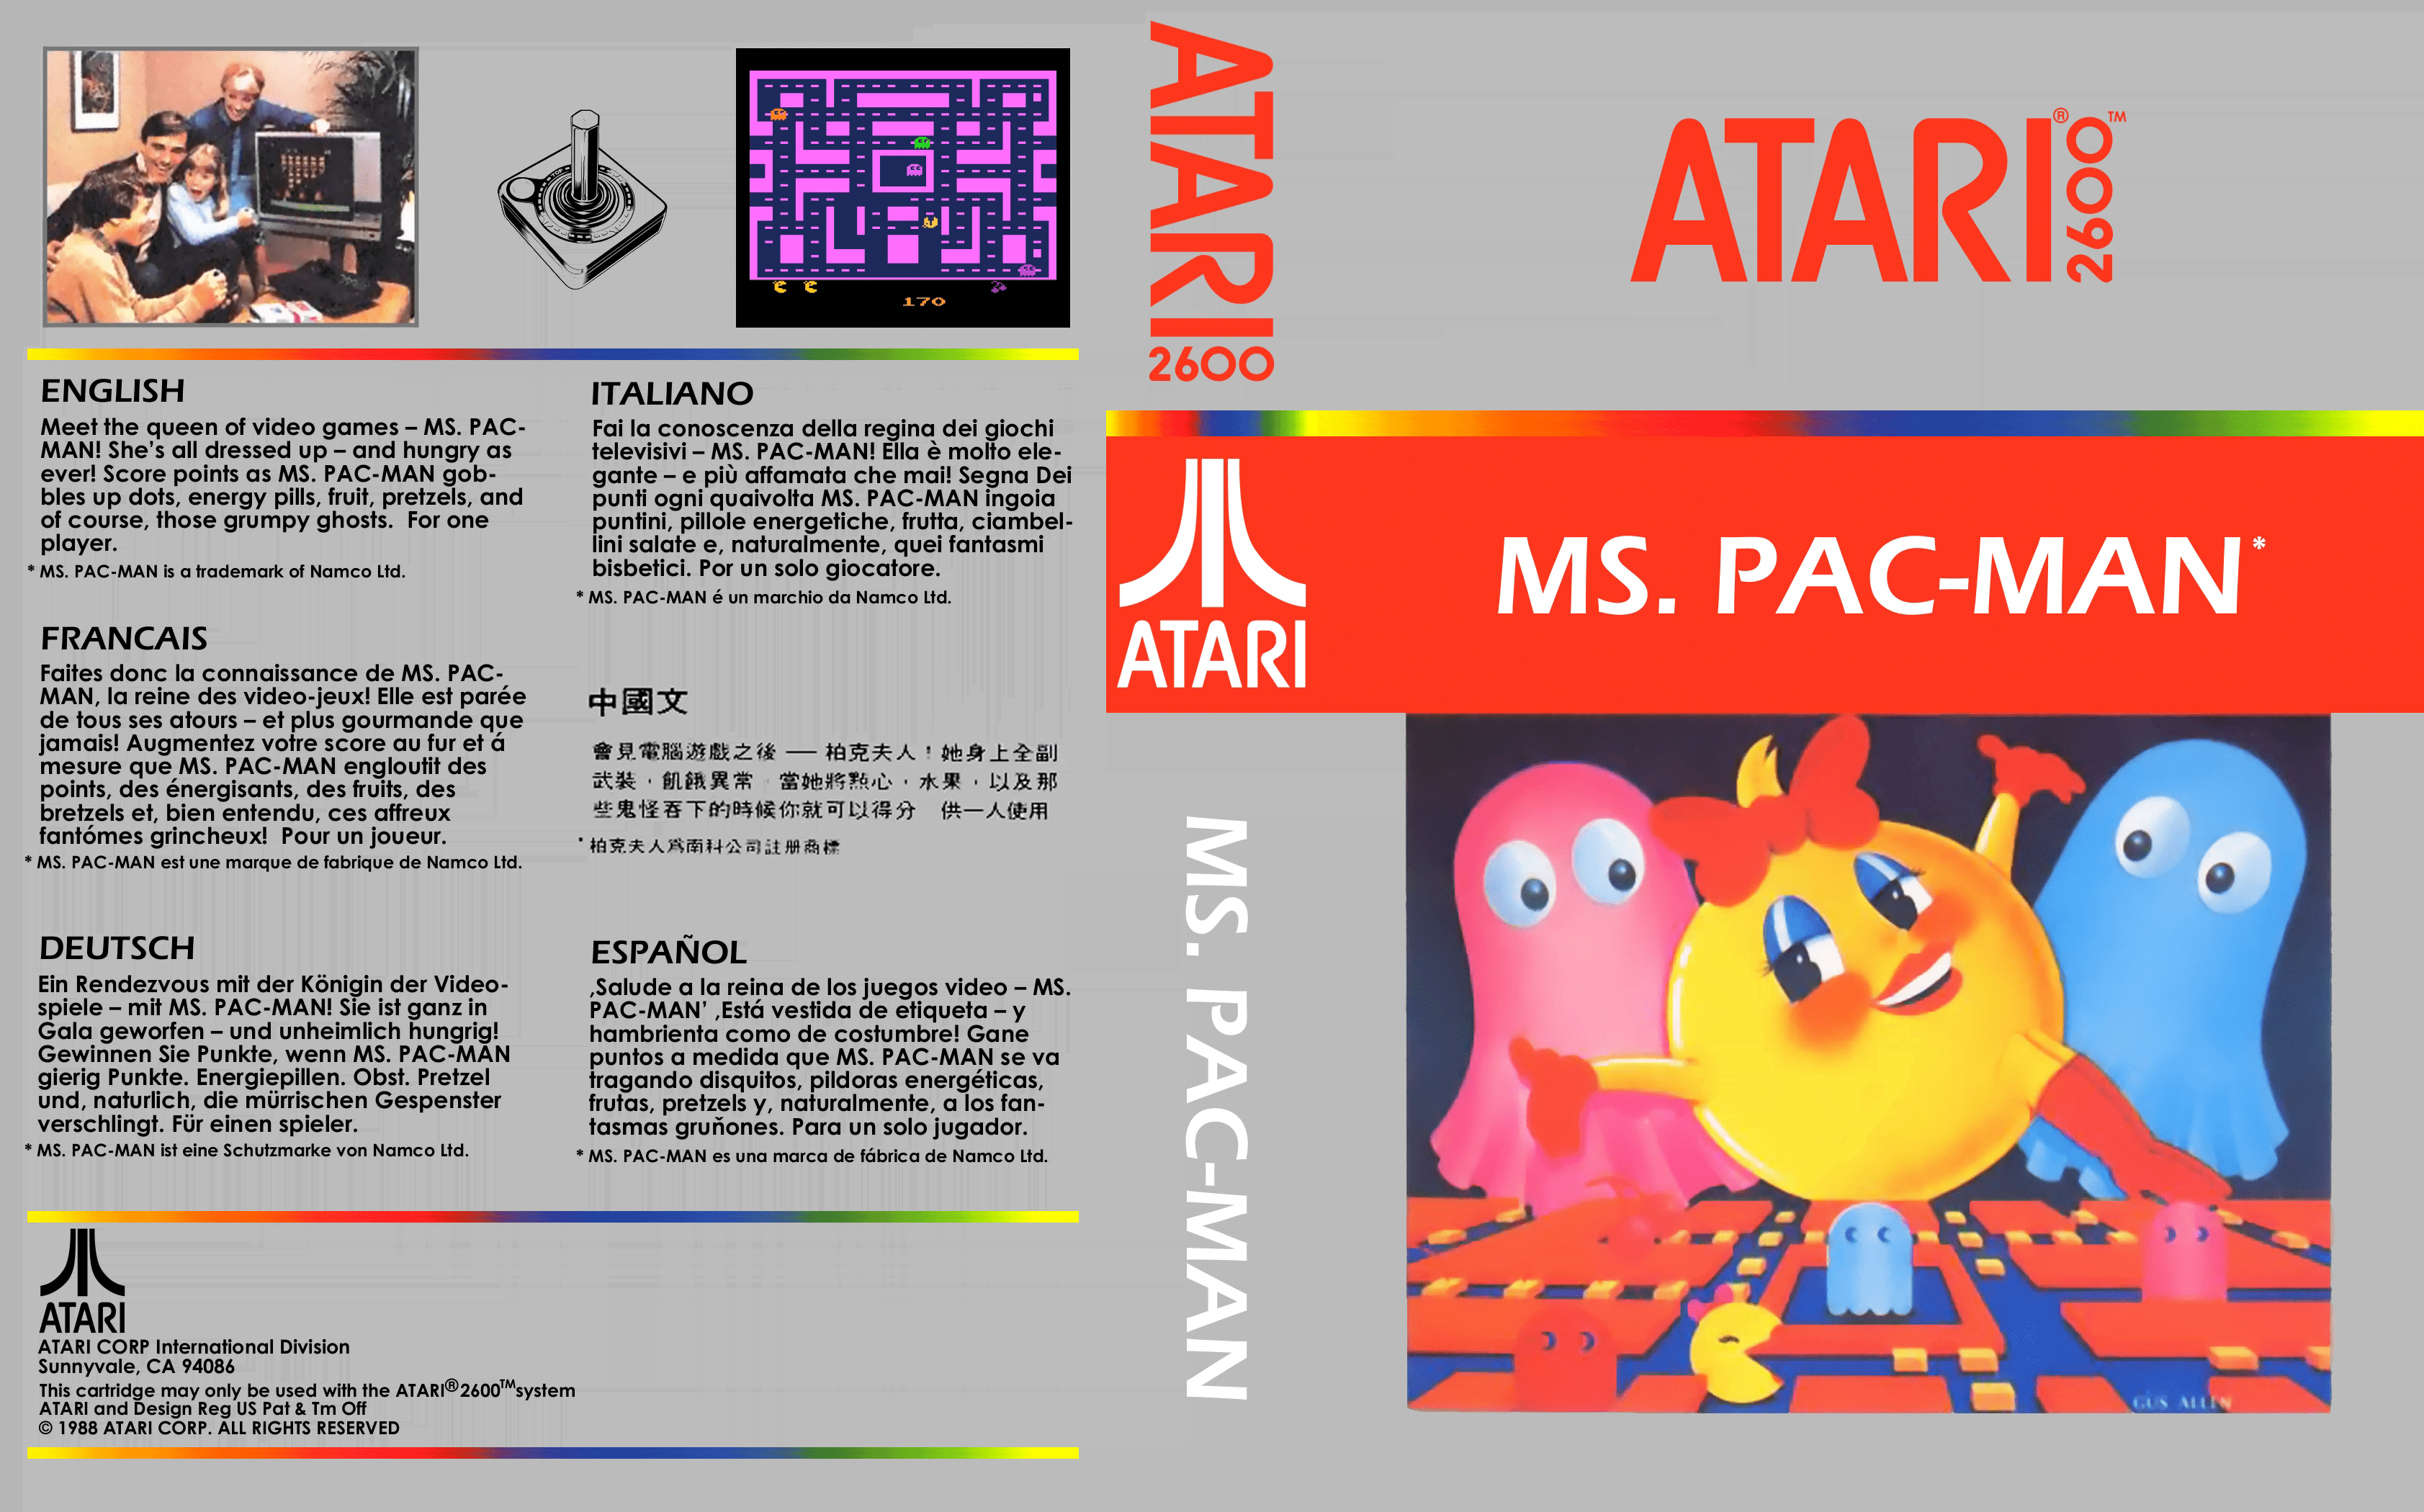 170
ENGLISH
Meet the queen of video games – MS. PAC-
MAN! She's all dressed up – and hungry as
ever! Score points as MS. PAC-MAN gob-
bles up dots, energy pills, fruit, pretzels, and
of course, those grumpy ghosts.  For one
player.
* MS. PAC-MAN is a trademark of Namco Ltd.
FRANCAIS
Faites donc la connaissance de MS. PAC-
MAN, la reine des video-jeux! Elle est parée
de tous ses atours – et plus gourmande que
jamais! Augmentez votre score au fur et á
mesure que MS. PAC-MAN engloutit des
points, des énergisants, des fruits, des
bretzels et, bien entendu, ces affreux
fantómes grincheux!  Pour un joueur.
* MS. PAC-MAN est une marque de fabrique de Namco Ltd.
DEUTSCH
Ein Rendezvous mit der Königin der Video-
spiele – mit MS. PAC-MAN! Sie ist ganz in
Gala geworfen – und unheimlich hungrig!
Gewinnen Sie Punkte, wenn MS. PAC-MAN
gierig Punkte. Energiepillen. Obst. Pretzel
und, naturlich, die mürrischen Gespenster
verschlingt. Für einen spieler.
* MS. PAC-MAN ist eine Schutzmarke von Namco Ltd.
ITALIANO
Fai la conoscenza della regina dei giochi
televisivi – MS. PAC-MAN! Ella è molto ele-
gante – e più affamata che mai! Segna Dei
punti ogni quaivolta MS. PAC-MAN ingoia
puntini, pillole energetiche, frutta, ciambel-
lini salate e, naturalmente, quei fantasmi
bisbetici. Por un solo giocatore.
* MS. PAC-MAN é un marchio da Namco Ltd.
中國文
會見電腦遊戲之後 — 柏克夫人！她身上全副
武裝，飢餓異常，當她將點心，水果，以及那
些鬼怪吞下的時候你就可以得分　供一人使用
* 柏克夫人爲南科公司註册商標
ESPAÑOL
,Salude a la reina de los juegos video – MS.
PAC-MAN' ,Está vestida de etiqueta – y
hambrienta como de costumbre! Gane
puntos a medida que MS. PAC-MAN se va
tragando disquitos, pildoras energéticas,
frutas, pretzels y, naturalmente, a los fan-
tasmas gruňones. Para un solo jugador.
* MS. PAC-MAN es una marca de fábrica de Namco Ltd.
ATARI
ATARI CORP International Division
Sunnyvale, CA 94086
This cartridge may only be used with the ATARI®2600™system
ATARI and Design Reg US Pat & Tm Off
© 1988 ATARI CORP. ALL RIGHTS RESERVED
ATARI
2600
ATARI
MS. PAC-MAN
ATARI® 2600™
MS. PAC-MAN*
GUS ALLEN